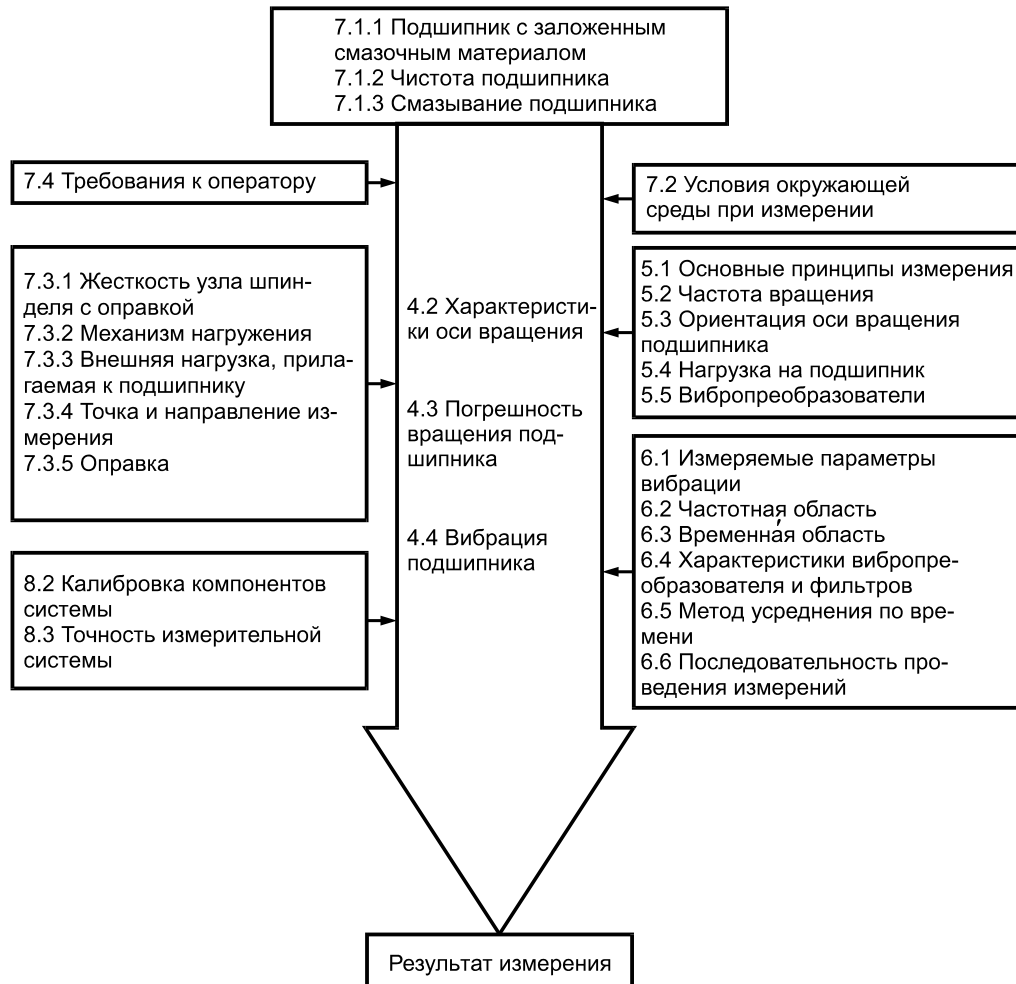 7.1.1 Подшипник с заложенным
смазочным материалом
7.1.2 Чистота подшипника
7.1.3 Смазывание подшипника
7.4 Требования к оператору
7.2 Условия окружающей
среды при измерении
7.3.1 Жесткость узла шпин-
деля с оправкой
7.3.2 Механизм нагружения
7.3.3 Внешняя нагрузка, прила-
гаемая к подшипнику
7.3.4 Точка и направление из-
мерения
7.3.5 Оправка
4.2 Характеристи-
ки оси вращения
4.3 Погрешность
вращения под-
шипника
4.4 Вибрация
подшипника
5.1 Основные принципы измерения
5.2 Частота вращения
5.3 Ориентация оси вращения
подшипника
5.4 Нагрузка на подшипник
5.5 Вибропреобразователи
6.1 Измеряемые параметры
вибрации
6.2 Частотная область
6.3 Временная область
6.4 Характеристики вибропре-
образователя и фильтров
6.5 Метод усреднения по вре-
мени
6.6 Последовательность про-
ведения измерений
8.2 Калибровка компонентов
системы
8.3 Точность измерительной
системы
Результат измерения